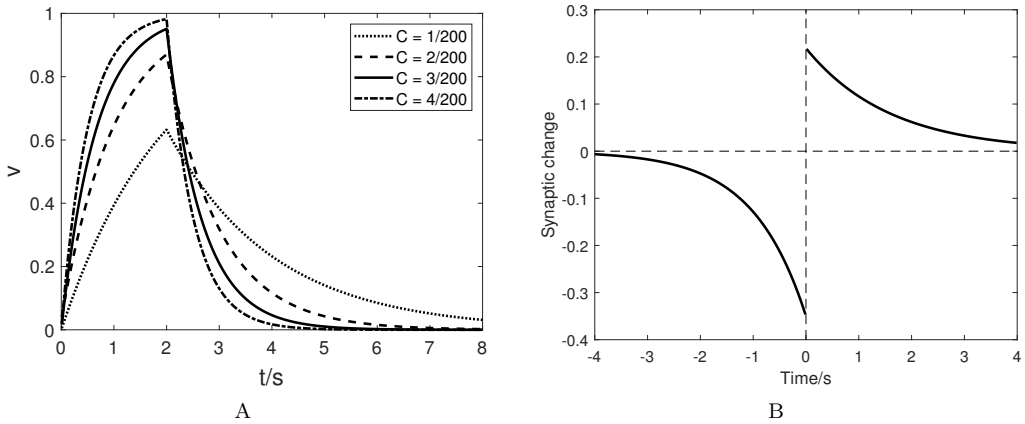 1
0.8
0.6
0.4
0.2
0
v
0 1 2 3 4 5 6 7 8
t/s
C = 1/200
C = 2/200
C = 3/200
C = 4/200
A
0.3
0.2
0.1
0
-0.1
-0.2
-0.3
-0.4
Synaptic change
-4 -3 -2 -1 0 1 2 3 4
Time/s
B